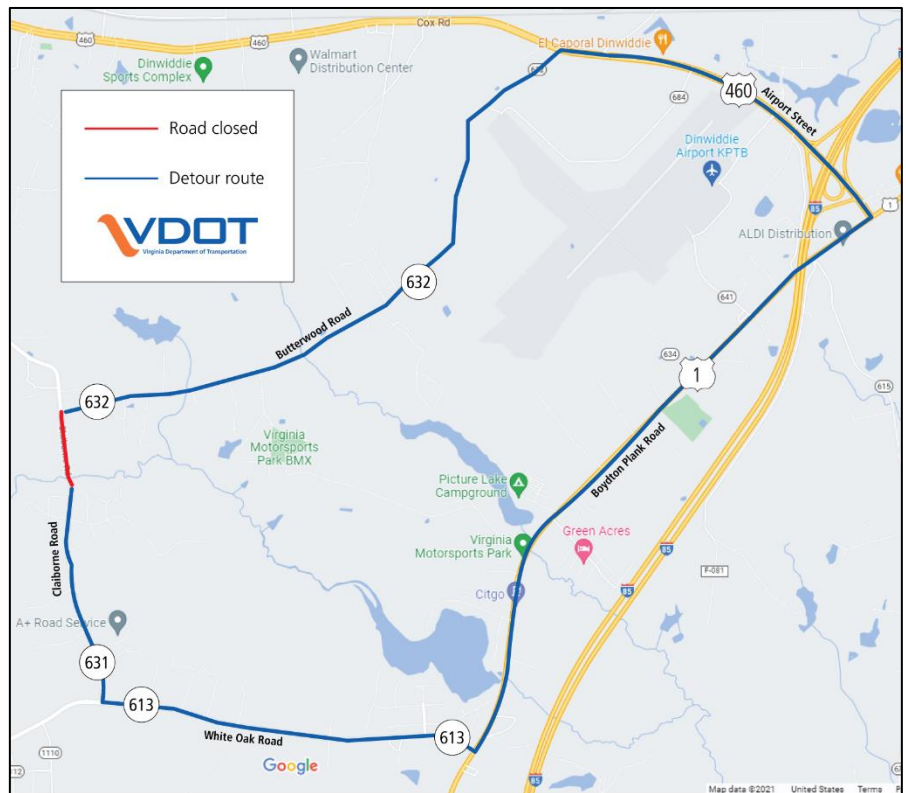 Cox Rd
460
460
Dinwiddie
Sports Complex
Walmart
Distribution Center
El Caporal Dinwiddie
684
460
Airport Street
Road closed
Detour route
VDOT
Virginia Department of Transportation
Dinwiddie
Airport KPTB
85
1
ALDI Distribution
632
641
Butterwood Road
634
1
615
632
Boydton Plank Road
Virginia
Motorsports
Park BMX
Picture Lake
Campground
Green Acres
Virginia
Motorsports Park
85
F-081
Claiborne Road
Citgo
85
A+ Road Service
631
613
613
White Oak Road
1110
Google
85
Map data ©2021 United States Terms